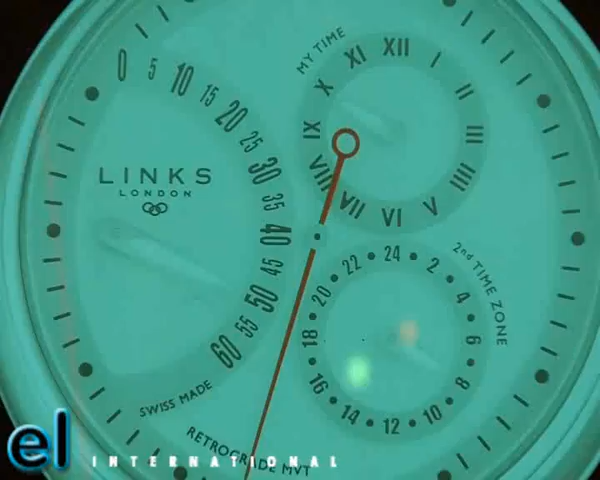 MY TIME
XII
I
II
III
IIII
V
VI
VII
VIII
IX
X
XI
0
5
10
15
20
25
30
35
40
45
50
55
60
LINKS
LONDON
2nd TIME ZONE
24
2
4
6
8
10
12
14
16
18
20
22
SWISS MADE
RETROGRADE MVT
el
INTERNATIONAL